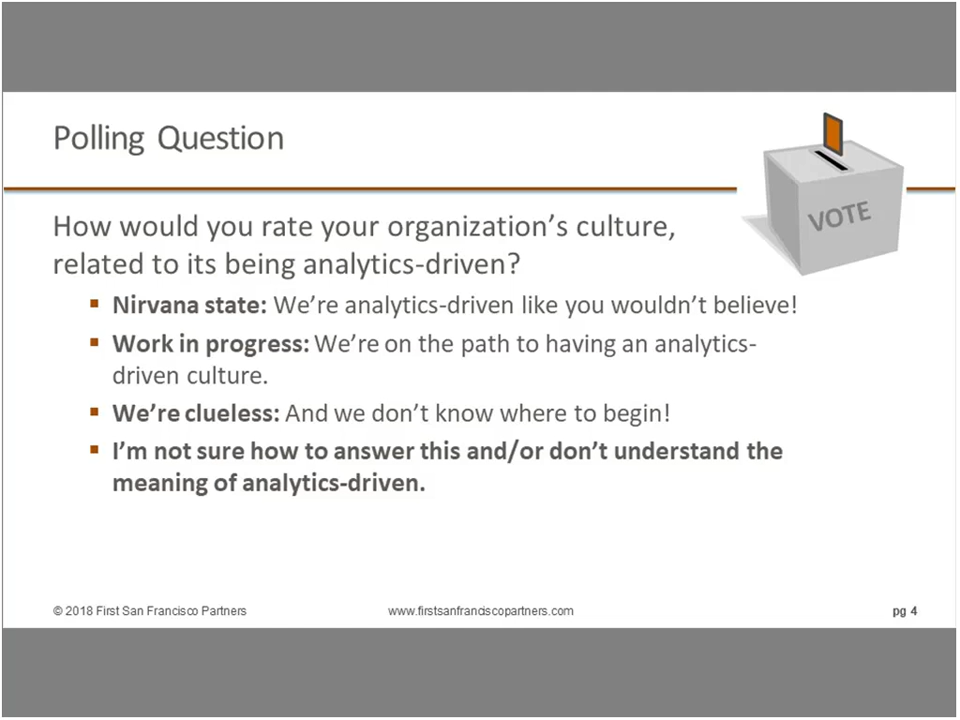 Polling Question
VOTE
How would you rate your organization’s culture,
related to its being analytics-driven?
▪ Nirvana state: We’re analytics-driven like you wouldn’t believe!
▪ Work in progress: We’re on the path to having an analytics-
driven culture.
▪ We’re clueless: And we don’t know where to begin!
▪ I’m not sure how to answer this and/or don’t understand the
meaning of analytics-driven.
© 2018 First San Francisco Partners
www.firstsanfranciscopartners.com
pg 4